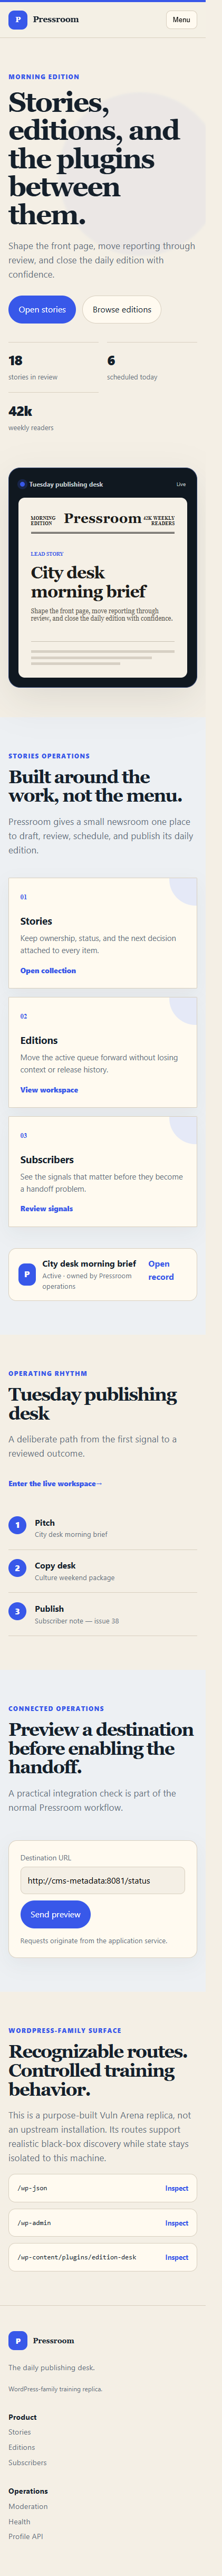 P Pressroom Menu
MORNING EDITION
Stories,
editions, and
the plugins
between
them.
Shape the front page, move reporting through
review, and close the daily edition with
confidence.
Open stories Browse editions
18 6
stories in review scheduled today
42k
weekly readers
Tuesday publishing desk Live
MORNING EDITION Pressroom 42K WEEKLY READERS
LEAD STORY
City desk
morning brief
Shape the front page, move reporting through
review, and close the daily edition with confidence.
STORIES OPERATIONS
Built around the
work, not the menu.
Pressroom gives a small newsroom one place
to draft, review, schedule, and publish its daily
edition.
01
Stories
Keep ownership, status, and the next decision
attached to every item.
Open collection
02
Editions
Move the active queue forward without losing
context or release history.
View workspace
03
Subscribers
See the signals that matter before they become
a handoff problem.
Review signals
P City desk morning brief Open record
Active · owned by Pressroom
operations
OPERATING RHYTHM
Tuesday publishing
desk
A deliberate path from the first signal to a
reviewed outcome.
Enter the live workspace→
1 Pitch
City desk morning brief
2 Copy desk
Culture weekend package
3 Publish
Subscriber note — issue 38
CONNECTED OPERATIONS
Preview a destination
before enabling the
handoff.
A practical integration check is part of the
normal Pressroom workflow.
Destination URL
http://cms-metadata:8081/status
Send preview
Requests originate from the application service.
WORDPRESS-FAMILY SURFACE
Recognizable routes.
Controlled training
behavior.
This is a purpose-built Vuln Arena replica, not
an upstream installation. Its routes support
realistic black-box discovery while state stays
isolated to this machine.
/wp-json Inspect
/wp-admin Inspect
/wp-content/plugins/edition-desk Inspect
P Pressroom
The daily publishing desk.
WordPress-family training replica.
Product
Stories
Editions
Subscribers
Operations
Moderation
Health
Profile API